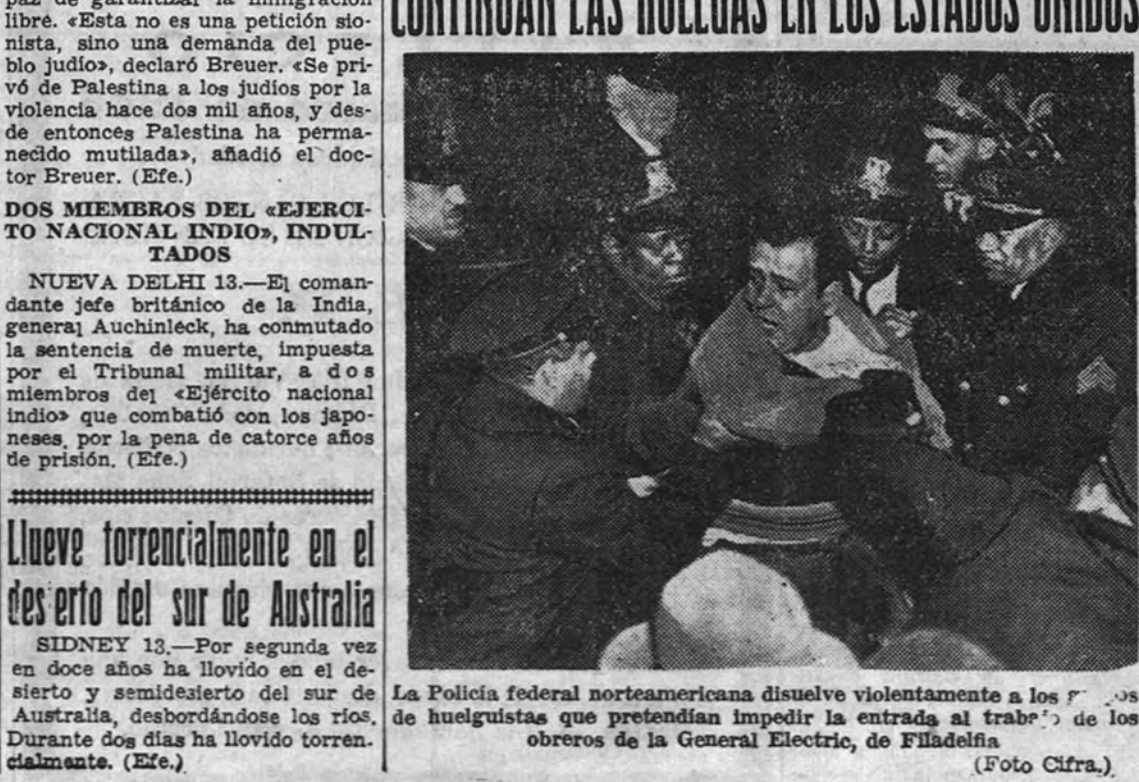 paz de garantizar la inmigración
libre. «Esta no es una petición sio-
nista, sino una demanda del pue-
blo judío», declaró Breuer. «Se pri-
vó de Palestina a los judíos por la
violencia hace dos mil años, y des-
de entonces Palestina ha perma-
necido mutilada», añadió el doc-
tor Breuer. (Efe.)
DOS MIEMBROS DEL «EJERCI-
TO NACIONAL INDIO», INDUL-
TADOS
NUEVA DELHI 13.—El coman-
dante jefe británico de la India,
general Auchinleck, ha conmutado
la sentencia de muerte, impuesta
por el Tribunal militar, a dos
miembros del «Ejército nacional
indio» que combatió con los japo-
neses, por la pena de catorce años
de prisión. (Efe.)
Llueve torrencialmente en el
desierto del sur de Australia
SIDNEY 13.—Por segunda vez
en doce años ha llovido en el de-
sierto y semidesierto del sur de
Australia, desbordándose los ríos.
Durante dos días ha llovido torren-
cialmente. (Efe.)
CONTINUAN LAS HUELGAS EN LOS ESTADOS UNIDOS
La Policía federal norteamericana disuelve violentamente a los
de huelguistas que pretendían impedir la entrada al trabajo de los
obreros de la General Electric, de Filadelfia
(Foto Cifra.)